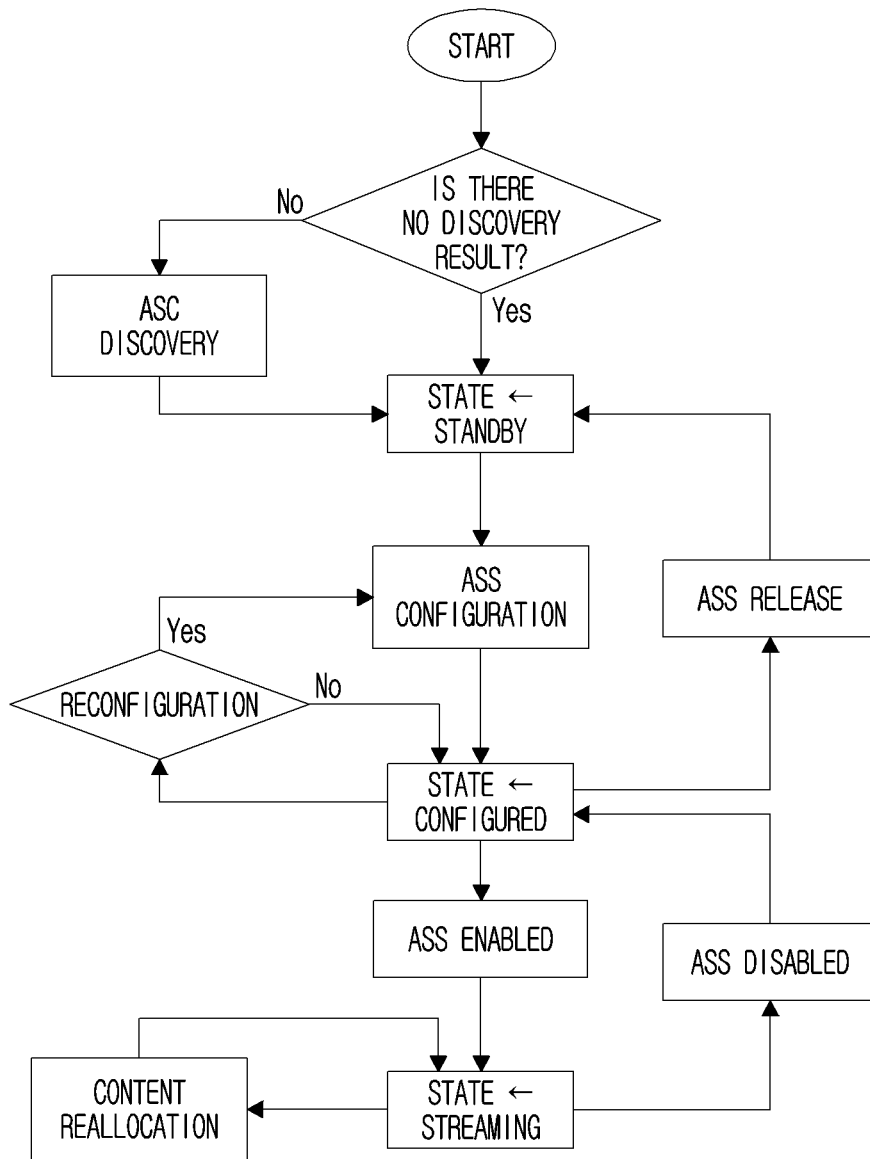 START
IS THERE
NO DISCOVERY
RESULT?
No
Yes
ASC
DISCOVERY
STATE ←
STANDBY
ASS
CONFIGURATION
ASS RELEASE
Yes
RECONFIGURATION
No
STATE ←
CONFIGURED
ASS ENABLED
ASS DISABLED
CONTENT
REALLOCATION
STATE ←
STREAMING